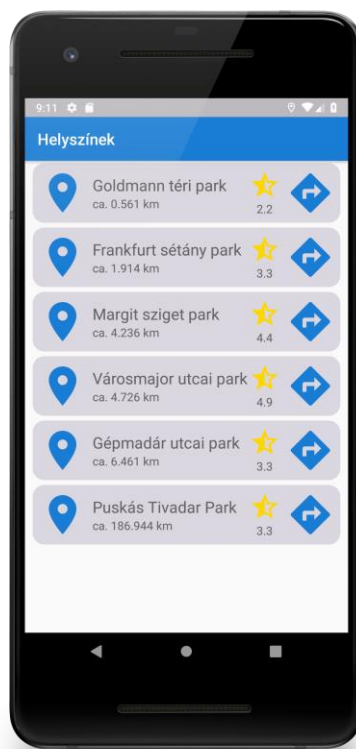 9:11
Helyszínek
Goldmann téri park
ca. 0.561 km
2.2
Frankfurt sétány park
ca. 1.914 km
3.3
Margit sziget park
ca. 4.236 km
4.4
Városmajor utcai park
ca. 4.726 km
4.9
Gépmadár utcai park
ca. 6.461 km
3.3
Puskás Tivadar Park
ca. 186.944 km
3.3